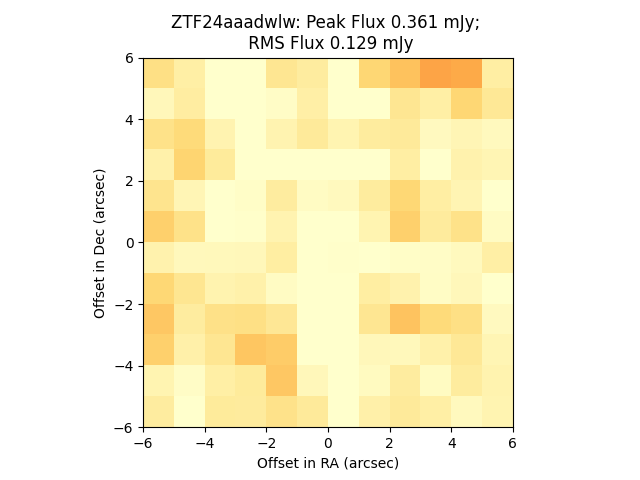 ZTF24aaadwlw: Peak Flux 0.361 mJy;
RMS Flux 0.129 mJy
6
4
2
0
−2
−4
−6
Offset in Dec (arcsec)
−6 −4 −2 0 2 4 6
Offset in RA (arcsec)